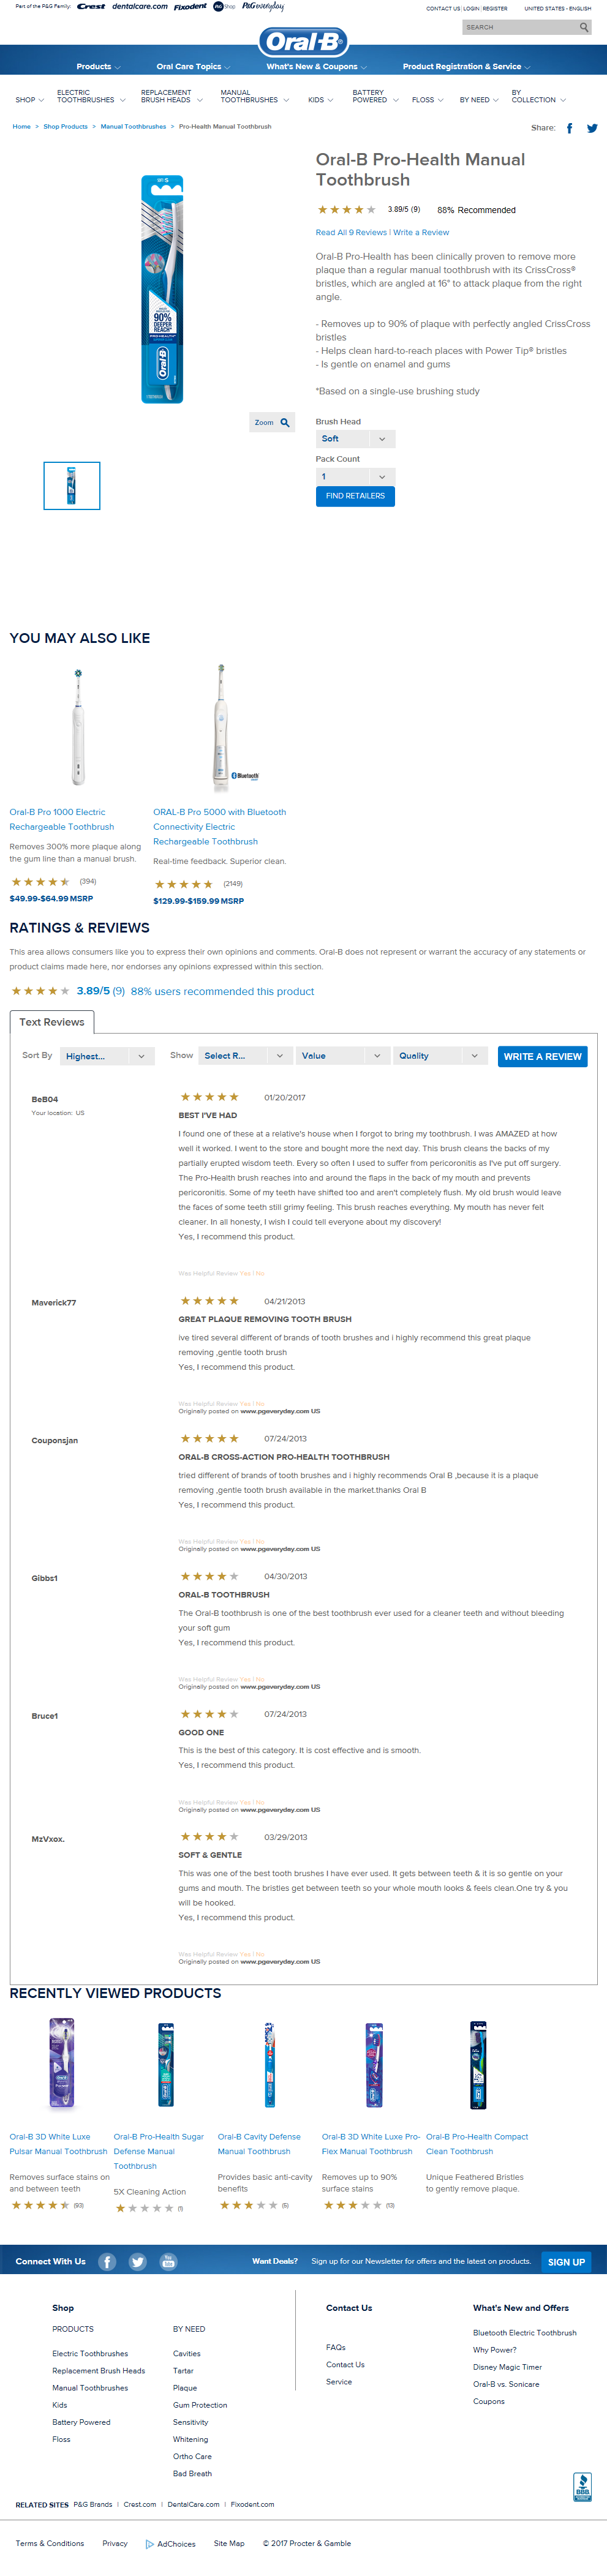 Part of the P&G Family: Crest dentalcare.com Fixodent P&G Shop P&G everyday
CONTACT US | LOGIN | REGISTER UNITED STATES - ENGLISH
SEARCH
Oral-B
Products Oral Care Topics What's New & Coupons Product Registration & Service
SHOP ELECTRIC TOOTHBRUSHES REPLACEMENT BRUSH HEADS MANUAL TOOTHBRUSHES KIDS BATTERY POWERED FLOSS BY NEED BY COLLECTION
Home > Shop Products > Manual Toothbrushes > Pro-Health Manual Toothbrush
Share:
Oral-B Pro-Health Manual
Toothbrush
3.89/5 (9) 88% Recommended
Read All 9 Reviews | Write a Review
Oral-B Pro-Health has been clinically proven to remove more
plaque than a regular manual toothbrush with its CrissCross®
bristles, which are angled at 16° to attack plaque from the right
angle.
- Removes up to 90% of plaque with perfectly angled CrissCross
bristles
- Helps clean hard-to-reach places with Power Tip® bristles
- Is gentle on enamel and gums
*Based on a single-use brushing study
90%
DEEPER
REACH*
Oral-B
Zoom
Brush Head
Soft
Pack Count
1
FIND RETAILERS
YOU MAY ALSO LIKE
Bluetooth
Oral-B Pro 1000 Electric
Rechargeable Toothbrush
Removes 300% more plaque along
the gum line than a manual brush.
(394)
$49.99-$64.99 MSRP
ORAL-B Pro 5000 with Bluetooth
Connectivity Electric
Rechargeable Toothbrush
Real-time feedback. Superior clean.
(2149)
$129.99-$159.99 MSRP
RATINGS & REVIEWS
This area allows consumers like you to express their own opinions and comments. Oral-B does not represent or warrant the accuracy of any statements or
product claims made here, nor endorses any opinions expressed within this section.
3.89/5 (9) 88% users recommended this product
Text Reviews
Sort By Highest... Show Select R... Value Quality WRITE A REVIEW
BeB04
Your location: US
01/20/2017
BEST I'VE HAD
I found one of these at a relative's house when I forgot to bring my toothbrush. I was AMAZED at how
well it worked. I went to the store and bought more the next day. This brush cleans the backs of my
partially erupted wisdom teeth. Every so often I used to suffer from pericoronitis as I've put off surgery.
The Pro-Health brush reaches into and around the flaps in the back of my mouth and prevents
pericoronitis. Some of my teeth have shifted too and aren't completely flush. My old brush would leave
the faces of some teeth still grimy feeling. This brush reaches everything. My mouth has never felt
cleaner. In all honesty, I wish I could tell everyone about my discovery!
Yes, I recommend this product.
Was Helpful Review Yes | No
Maverick77
04/21/2013
GREAT PLAQUE REMOVING TOOTH BRUSH
ive tired several different of brands of tooth brushes and i highly recommend this great plaque
removing ,gentle tooth brush
Yes, I recommend this product.
Was Helpful Review Yes | No
Originally posted on www.pgeveryday.com US
Couponsjan
07/24/2013
ORAL-B CROSS-ACTION PRO-HEALTH TOOTHBRUSH
tried different of brands of tooth brushes and i highly recommends Oral B ,because it is a plaque
removing ,gentle tooth brush available in the market.thanks Oral B
Yes, I recommend this product.
Was Helpful Review Yes | No
Originally posted on www.pgeveryday.com US
Gibbs1
04/30/2013
ORAL-B TOOTHBRUSH
The Oral-B toothbrush is one of the best toothbrush ever used for a cleaner teeth and without bleeding
your soft gum
Yes, I recommend this product.
Was Helpful Review Yes | No
Originally posted on www.pgeveryday.com US
Bruce1
07/24/2013
GOOD ONE
This is the best of this category. It is cost effective and is smooth.
Yes, I recommend this product.
Was Helpful Review Yes | No
Originally posted on www.pgeveryday.com US
MzVxox.
03/29/2013
SOFT & GENTLE
This was one of the best tooth brushes I have ever used. It gets between teeth & it is so gentle on your
gums and mouth. The bristles get between teeth so your whole mouth looks & feels clean.One try & you
will be hooked.
Yes, I recommend this product.
Was Helpful Review Yes | No
Originally posted on www.pgeveryday.com US
RECENTLY VIEWED PRODUCTS
Oral-B 3D White Luxe
Pulsar Manual Toothbrush
Removes surface stains on
and between teeth
(93)
Oral-B Pro-Health Sugar
Defense Manual
Toothbrush
5X Cleaning Action
(1)
Oral-B Cavity Defense
Manual Toothbrush
Provides basic anti-cavity
benefits
(5)
Oral-B 3D White Luxe Pro-
Flex Manual Toothbrush
Removes up to 90%
surface stains
(13)
Oral-B Pro-Health Compact
Clean Toothbrush
Unique Feathered Bristles
to gently remove plaque.
Connect With Us Want Deals? Sign up for our Newsletter for offers and the latest on products. SIGN UP
Shop
PRODUCTS
Electric Toothbrushes
Replacement Brush Heads
Manual Toothbrushes
Kids
Battery Powered
Floss
BY NEED
Cavities
Tartar
Plaque
Gum Protection
Sensitivity
Whitening
Ortho Care
Bad Breath
Contact Us
FAQs
Contact Us
Service
What's New and Offers
Bluetooth Electric Toothbrush
Why Power?
Disney Magic Timer
Oral-B vs. Sonicare
Coupons
BBB
RELATED SITES P&G Brands | Crest.com | DentalCare.com | Fixodent.com
Terms & Conditions Privacy AdChoices Site Map © 2017 Procter & Gamble